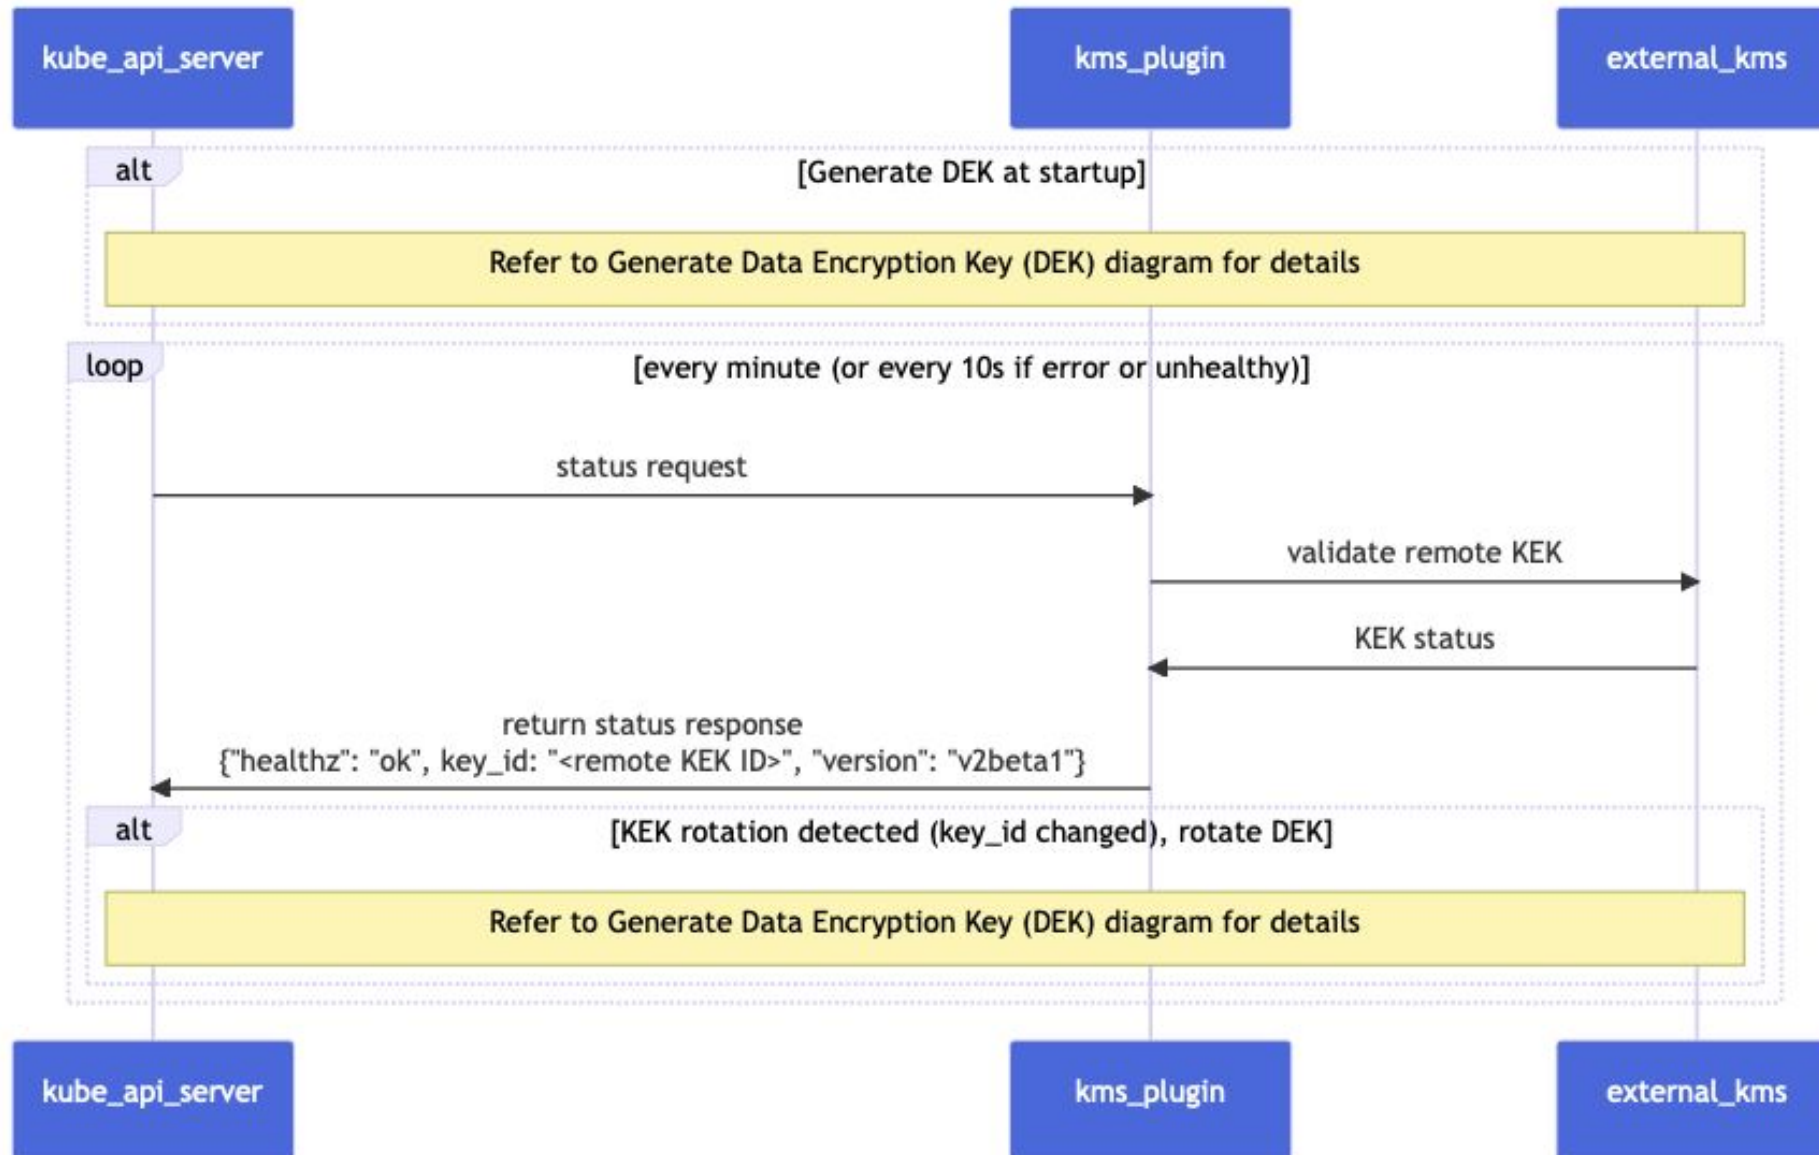 kube_api_server
kms_plugin
external_kms
alt
[Generate DEK at startup]
Refer to Generate Data Encryption Key (DEK) diagram for details
loop
[every minute (or every 10s if error or unhealthy)]
status request
validate remote KEK
KEK status
return status response
{"healthz": "ok", key_id: "<remote KEK ID>", "version": "v2beta1"}
alt
[KEK rotation detected (key_id changed), rotate DEK]
Refer to Generate Data Encryption Key (DEK) diagram for details
kube_api_server
kms_plugin
external_kms